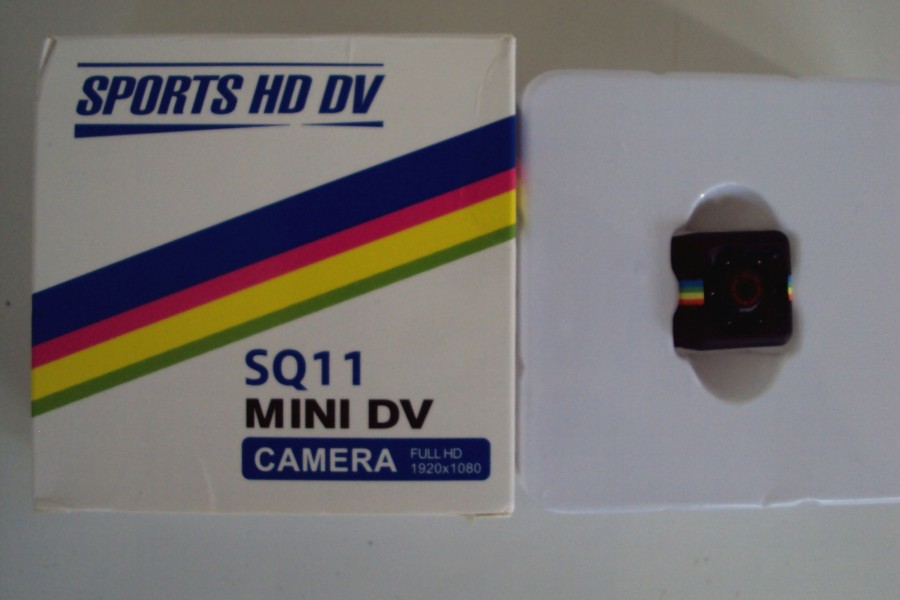 SPORTS HD DV
SQ11
MINI DV
CAMERA
FULL HD
1920x1080